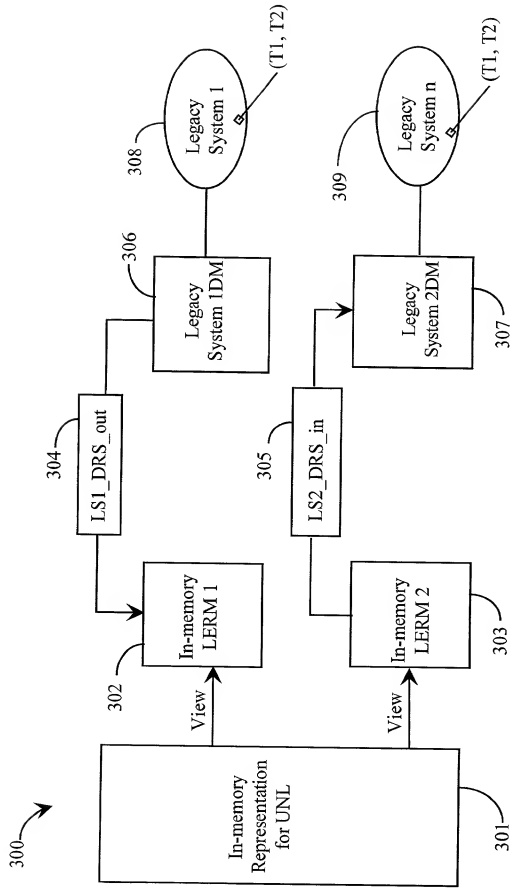 300
In-memory
Representation
for UNL
301
View
View
302
In-memory
LERM 1
In-memory
LERM 2
303
304
LS1_DRS_out
305
LS2_DRS_in
306
Legacy
System 1DM
Legacy
System 2DM
307
308
Legacy
System 1
(T1, T2)
309
Legacy
System n
(T1, T2)